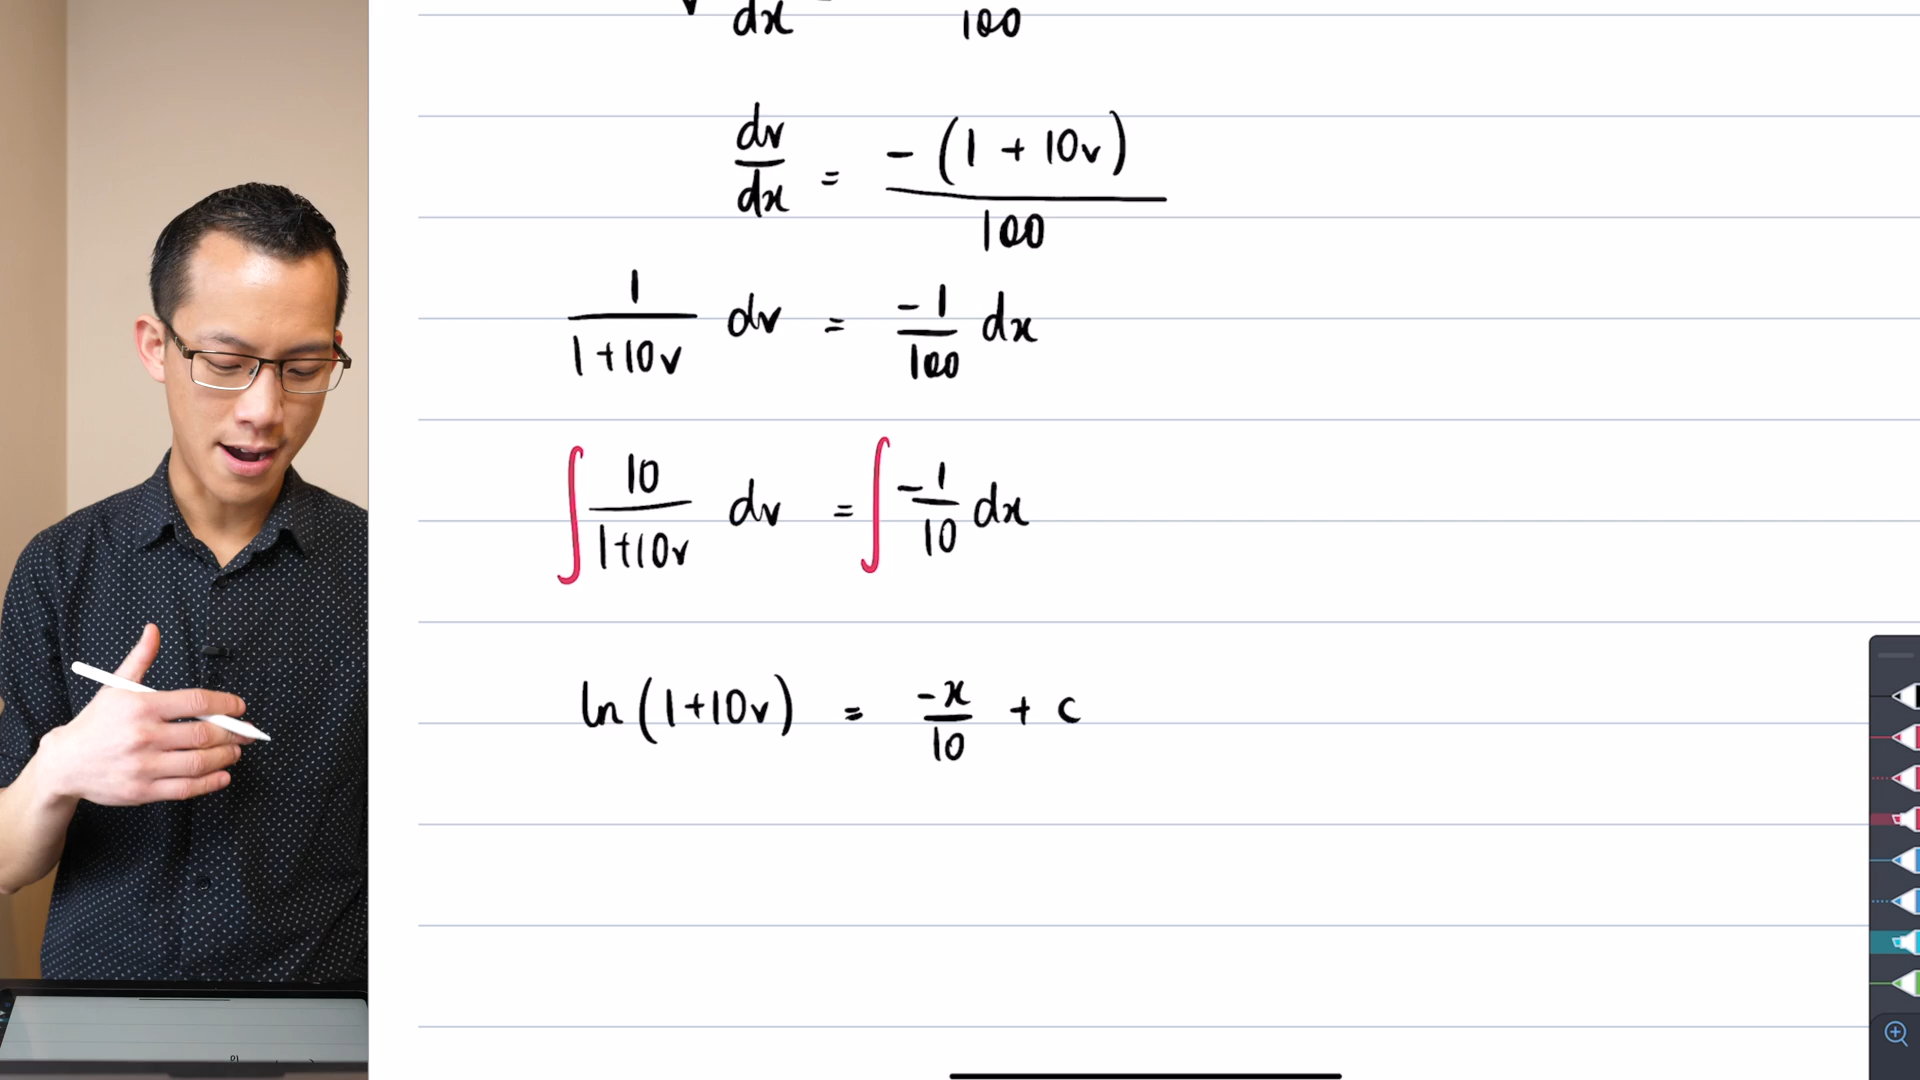 dx 100
dv/dx = -(1 + 10v)/100
1/(1+10v) dv = -1/100 dx
∫ 10/(1+10v) dv = ∫ -1/10 dx
ln(1+10v) = -x/10 + c